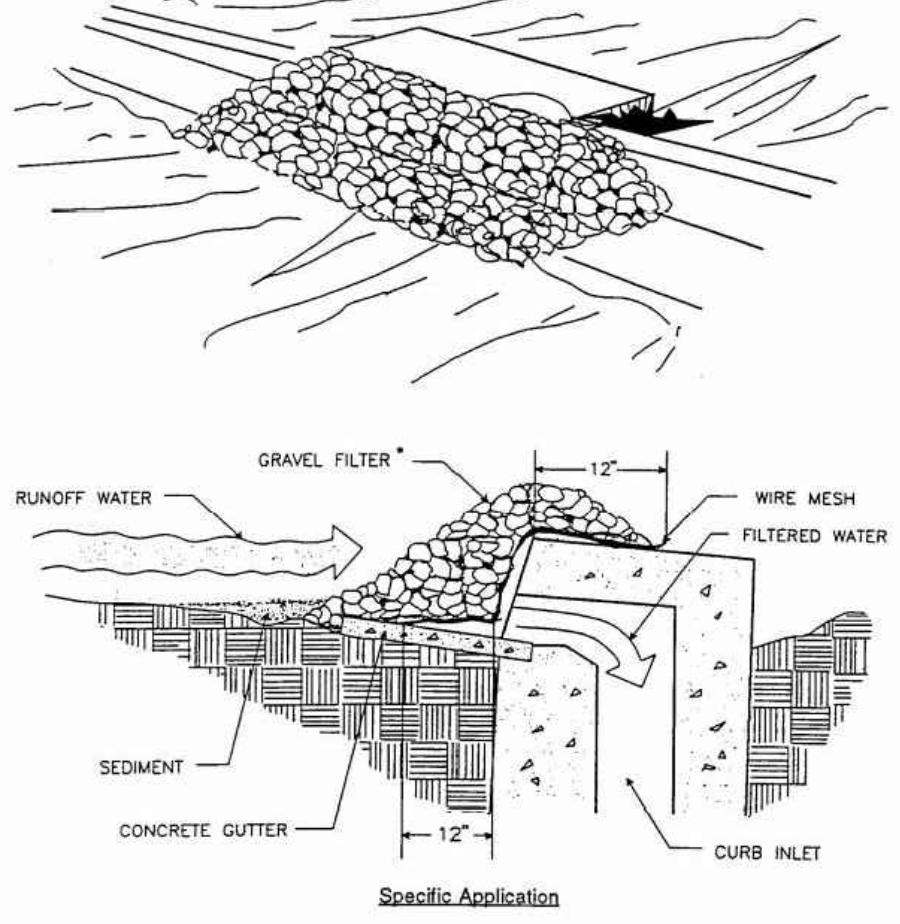 GRAVEL FILTER*
12"
RUNOFF WATER
WIRE MESH
FILTERED WATER
SEDIMENT
CONCRETE GUTTER
12"
CURB INLET
Specific Application